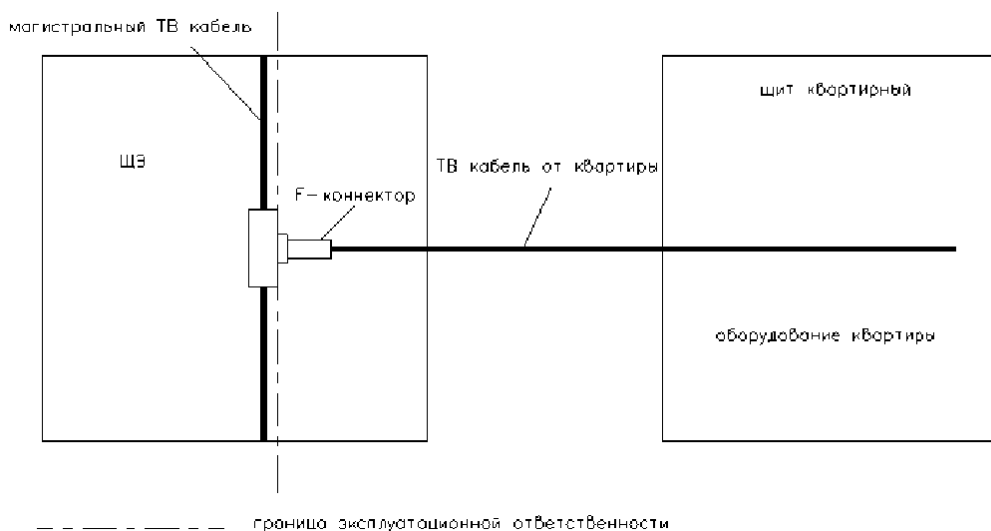 магистральный ТВ кабель
щит квартирный
ЩЭ
ТВ кабель от квартиры
F-коннектор
оборудование квартиры
граница эксплуатационной ответственности